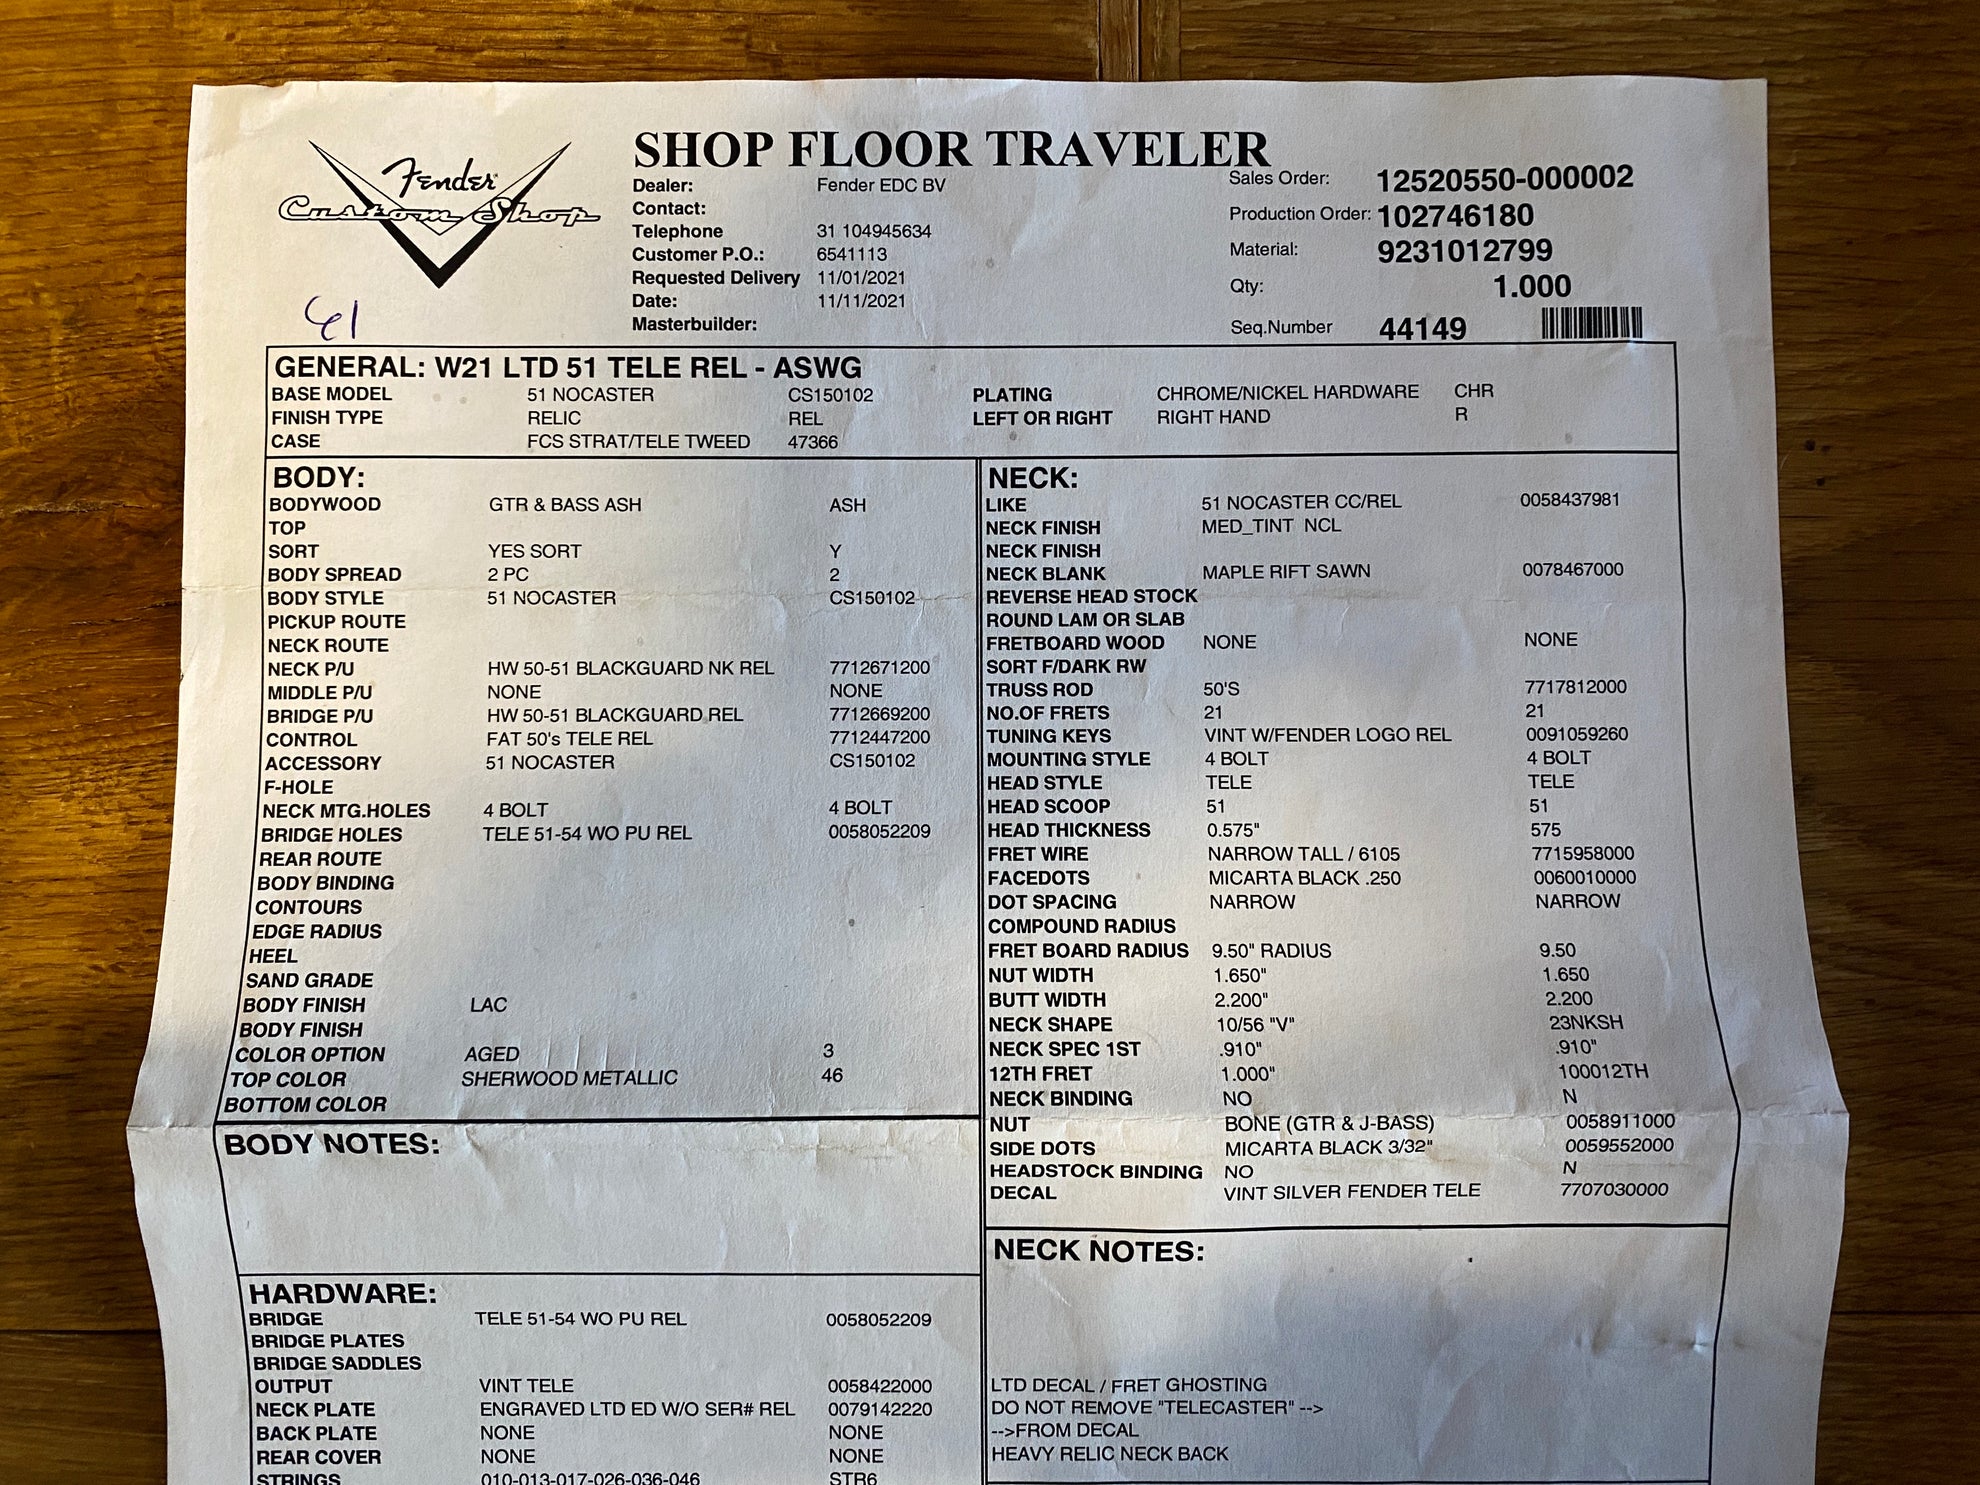 Fender
Custom Shop
SHOP FLOOR TRAVELER
Dealer: Fender EDC BV
Contact:
Telephone 31 104945634
Customer P.O.: 6541113
Requested Delivery 11/01/2021
Date: 11/11/2021
Masterbuilder:
Sales Order: 12520550-000002
Production Order: 102746180
Material: 9231012799
Qty: 1.000
Seq.Number 44149
GENERAL: W21 LTD 51 TELE REL - ASWG
BASE MODEL 51 NOCASTER CS150102 PLATING CHROME/NICKEL HARDWARE CHR
FINISH TYPE RELIC REL LEFT OR RIGHT RIGHT HAND R
CASE FCS STRAT/TELE TWEED 47366
BODY:
BODYWOOD GTR & BASS ASH ASH
TOP
SORT YES SORT Y
BODY SPREAD 2 PC 2
BODY STYLE 51 NOCASTER CS150102
PICKUP ROUTE
NECK ROUTE
NECK P/U HW 50-51 BLACKGUARD NK REL 7712671200
MIDDLE P/U NONE NONE
BRIDGE P/U HW 50-51 BLACKGUARD REL 7712669200
CONTROL FAT 50's TELE REL 7712447200
ACCESSORY 51 NOCASTER CS150102
F-HOLE
NECK MTG.HOLES 4 BOLT 4 BOLT
BRIDGE HOLES TELE 51-54 WO PU REL 0058052209
REAR ROUTE
BODY BINDING
CONTOURS
EDGE RADIUS
HEEL
SAND GRADE
BODY FINISH LAC
BODY FINISH
COLOR OPTION AGED 3
TOP COLOR SHERWOOD METALLIC 46
BOTTOM COLOR
BODY NOTES:
HARDWARE:
BRIDGE TELE 51-54 WO PU REL 0058052209
BRIDGE PLATES
BRIDGE SADDLES
OUTPUT VINT TELE 0058422000
NECK PLATE ENGRAVED LTD ED W/O SER# REL 0079142220
BACK PLATE NONE NONE
REAR COVER NONE NONE
STRINGS 010-013-017-026-036-046 STR6
NECK:
LIKE 51 NOCASTER CC/REL 0058437981
NECK FINISH MED_TINT NCL
NECK FINISH
NECK BLANK MAPLE RIFT SAWN 0078467000
REVERSE HEAD STOCK
ROUND LAM OR SLAB
FRETBOARD WOOD NONE NONE
SORT F/DARK RW
TRUSS ROD 50'S 7717812000
NO.OF FRETS 21 21
TUNING KEYS VINT W/FENDER LOGO REL 0091059260
MOUNTING STYLE 4 BOLT 4 BOLT
HEAD STYLE TELE TELE
HEAD SCOOP 51 51
HEAD THICKNESS 0.575" 575
FRET WIRE NARROW TALL / 6105 7715958000
FACEDOTS MICARTA BLACK .250 0060010000
DOT SPACING NARROW NARROW
COMPOUND RADIUS
FRET BOARD RADIUS 9.50" RADIUS 9.50
NUT WIDTH 1.650" 1.650
BUTT WIDTH 2.200" 2.200
NECK SHAPE 10/56 "V" 23NKSH
NECK SPEC 1ST .910" .910"
12TH FRET 1.000" 100012TH
NECK BINDING NO N
NUT BONE (GTR & J-BASS) 0058911000
SIDE DOTS MICARTA BLACK 3/32" 0059552000
HEADSTOCK BINDING NO N
DECAL VINT SILVER FENDER TELE 7707030000
NECK NOTES:
LTD DECAL / FRET GHOSTING
DO NOT REMOVE "TELECASTER" -->
-->FROM DECAL
HEAVY RELIC NECK BACK